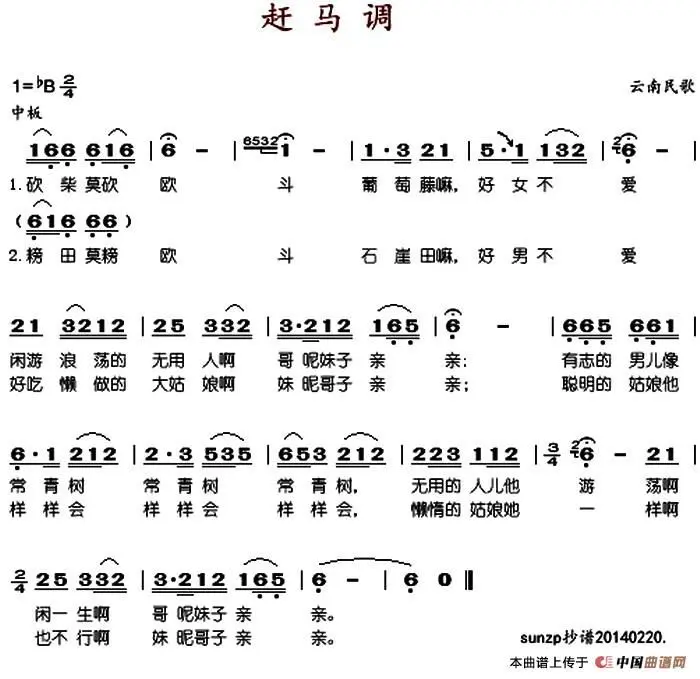 赶马调
1=♭B 2/4
云南民歌
中板
166 616 | 6 - | 6532 1 - | 1·3 21 | 5·1 132 | 2 6 - |
1.砍柴莫砍 欧 斗 葡萄藤嘛, 好女不 爱
(616 66)
2.耪田莫耪 欧 斗 石崖田嘛, 好男不 爱
21 3212 | 25 332 | 3·212 165 | 6 - | 665 661 |
闲游 浪荡的 无用 人啊 哥呢妹子 亲 亲; 有志的 男儿像
好吃 懒做的 大姑 娘啊 妹昵哥子 亲 亲; 聪明的 姑娘他
6·1 212 | 2·3 535 | 653 212 | 223 112 | 3/4 2 6 - 21 |
常青树 常青树 常青树, 无用的 人儿他 游 荡啊
样样会 样样会 样样会, 懒惰的 姑娘她 一 样啊
2/4 25 332 | 3·212 165 | 6 - | 6 0 ‖
闲一 生啊 哥呢妹子 亲 亲。
也不 行啊 妹昵哥子 亲 亲。
sunzp抄谱20140220.
本曲谱上传于 中国曲谱网